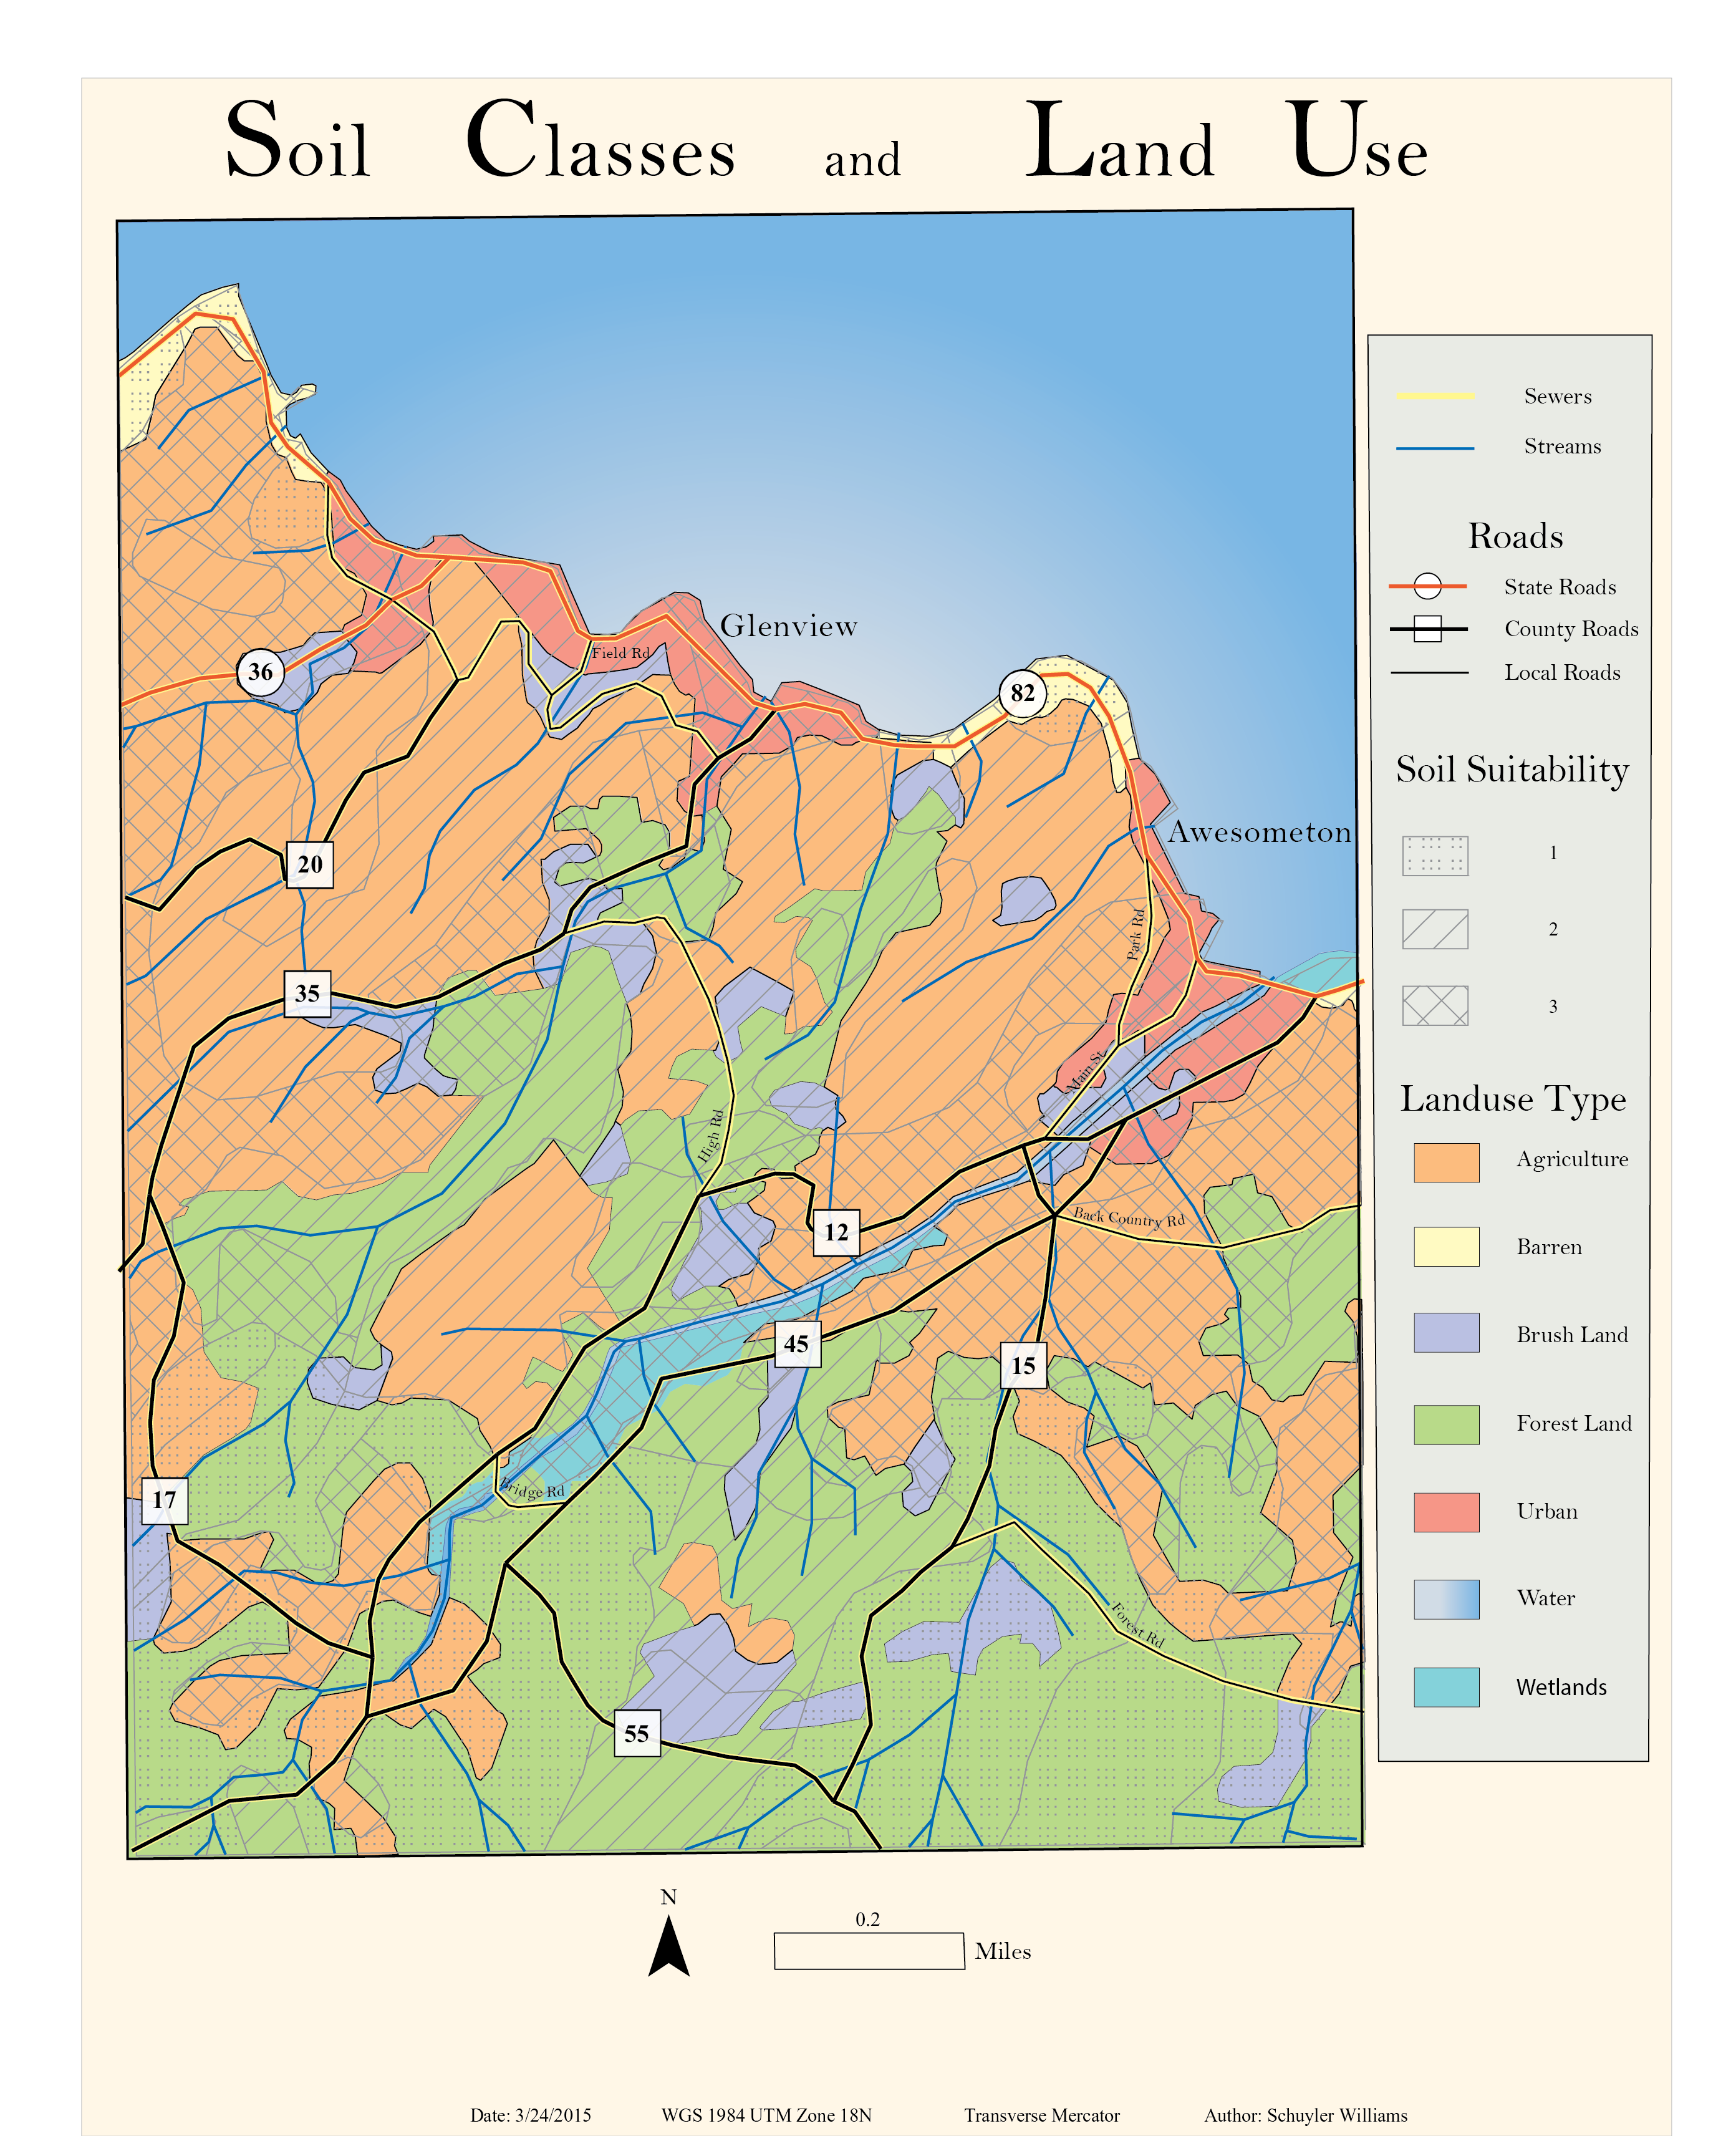 Soil Classes and Land Use
Glenview
Field Rd
36
82
Awesometon
20
Park Rd
35
Main St
High Rd
12
Back Country Rd
45
15
17
Bridge Rd
Forest Rd
55
Sewers
Streams
Roads
State Roads
County Roads
Local Roads
Soil Suitability
1
2
3
Landuse Type
Agriculture
Barren
Brush Land
Forest Land
Urban
Water
Wetlands
N
0.2
Miles
Date: 3/24/2015 WGS 1984 UTM Zone 18N Transverse Mercator Author: Schuyler Williams